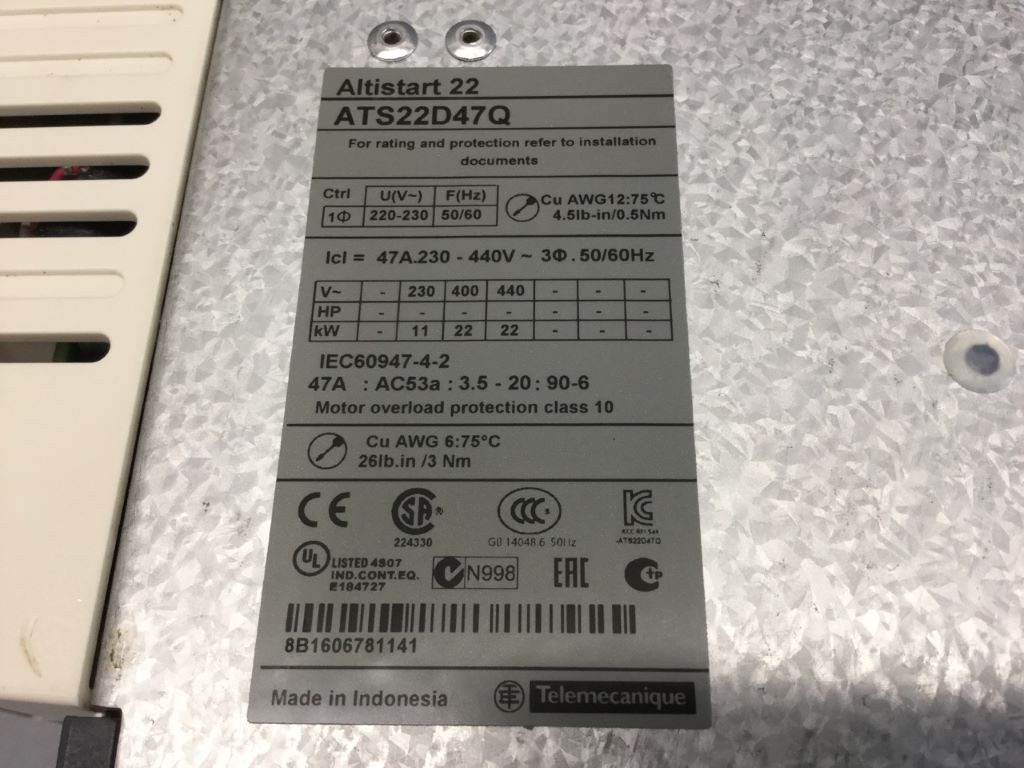 Altistart 22
ATS22D47Q
For rating and protection refer to installation
documents
Ctrl U(V~) F(Hz)
1Φ 220-230 50/60
Cu AWG12:75℃
4.5lb-in/0.5Nm
Icl = 47A.230 - 440V ~ 3Φ . 50/60Hz
V~ - 230 400 440 - - -
HP - - - - - - -
kW - 11 22 22 - - -
IEC60947-4-2
47A : AC53a : 3.5 - 20 : 90-6
Motor overload protection class 10
Cu AWG 6:75°C
26lb.in /3 Nm
CE
SA ®
224330
CCC
GB 14048.6 50Hz
KC
-ATS22D47Q
UL LISTED 4S07
IND.CONT.EQ.
E184727
N998
EAC
8B1606781141
Made in Indonesia
Telemecanique